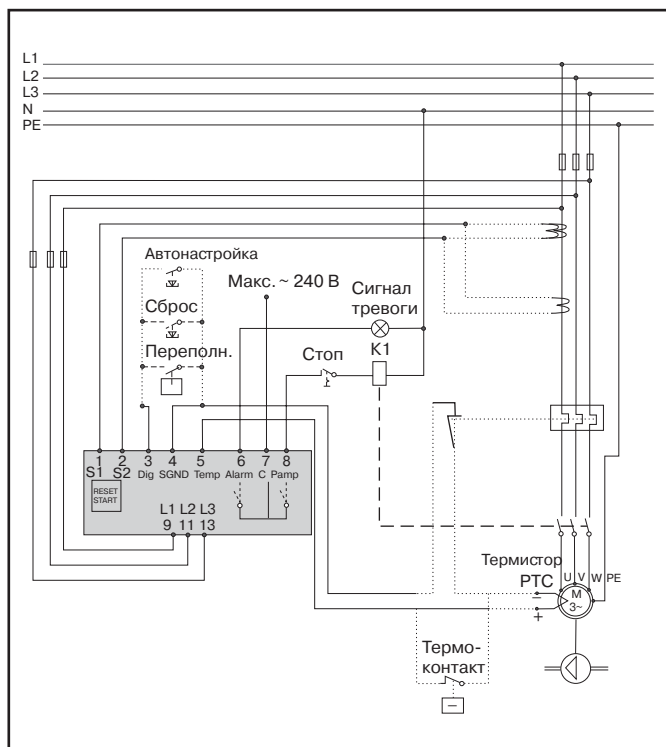 L1
L2
L3
N
PE
Автонастройка
Сброс
Переполн.
Макс. ~ 240 В
Сигнал
тревоги
K1
Стоп
1 2 3 4 5 6 7 8
S1 S2 Dig SGND Temp Alarm C Pamp
RESET
START
L1 L2 L3
9 11 13
Термистор
PTC
U V W PE
M
3~
–
+
Термо-
контакт
–